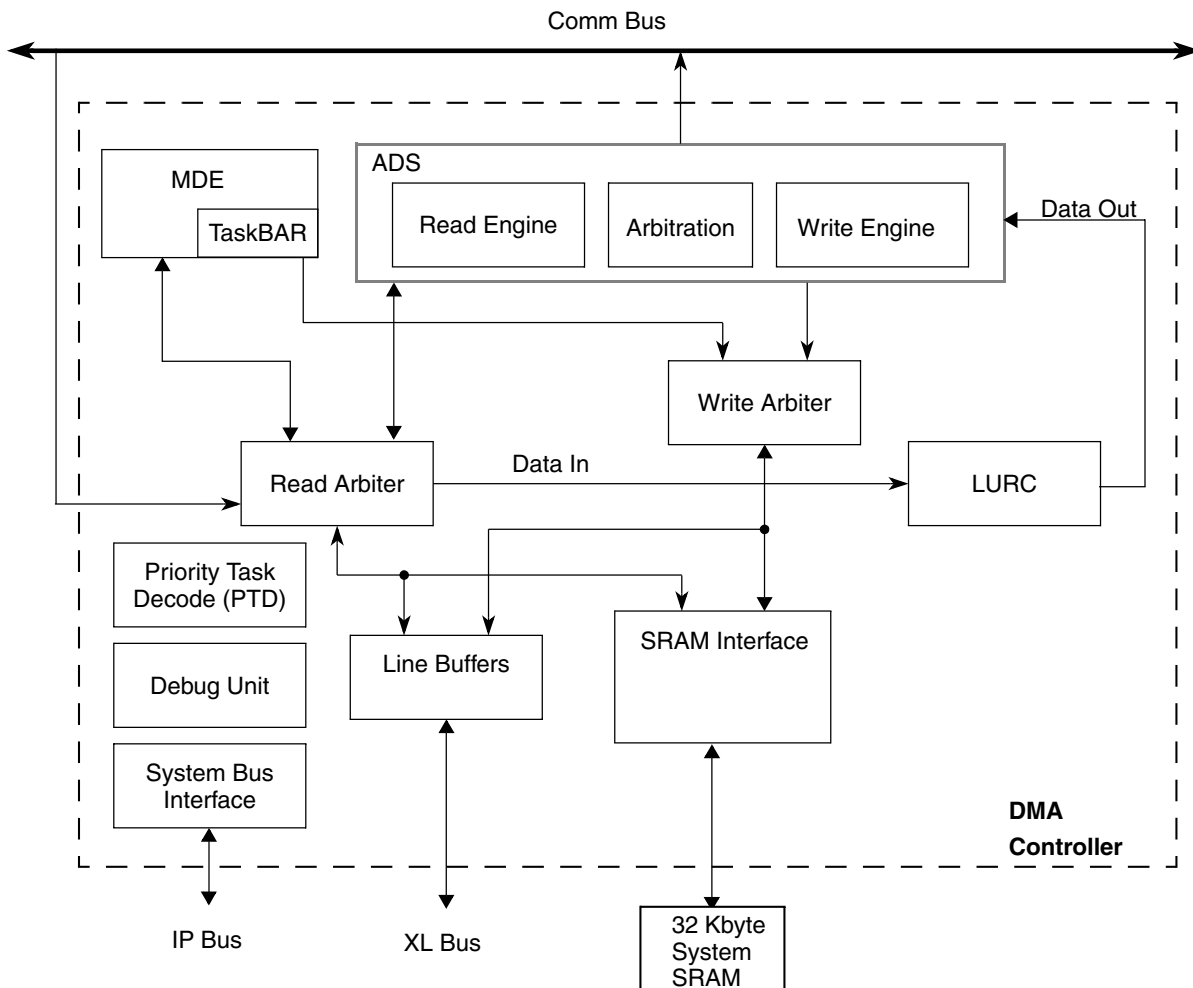 Comm Bus
ADS
MDE
TaskBAR
Read Engine
Arbitration
Write Engine
Data Out
Write Arbiter
Read Arbiter
Data In
LURC
Priority Task
Decode (PTD)
Line Buffers
SRAM Interface
Debug Unit
System Bus
Interface
DMA
Controller
IP Bus
XL Bus
32 Kbyte
System
SRAM